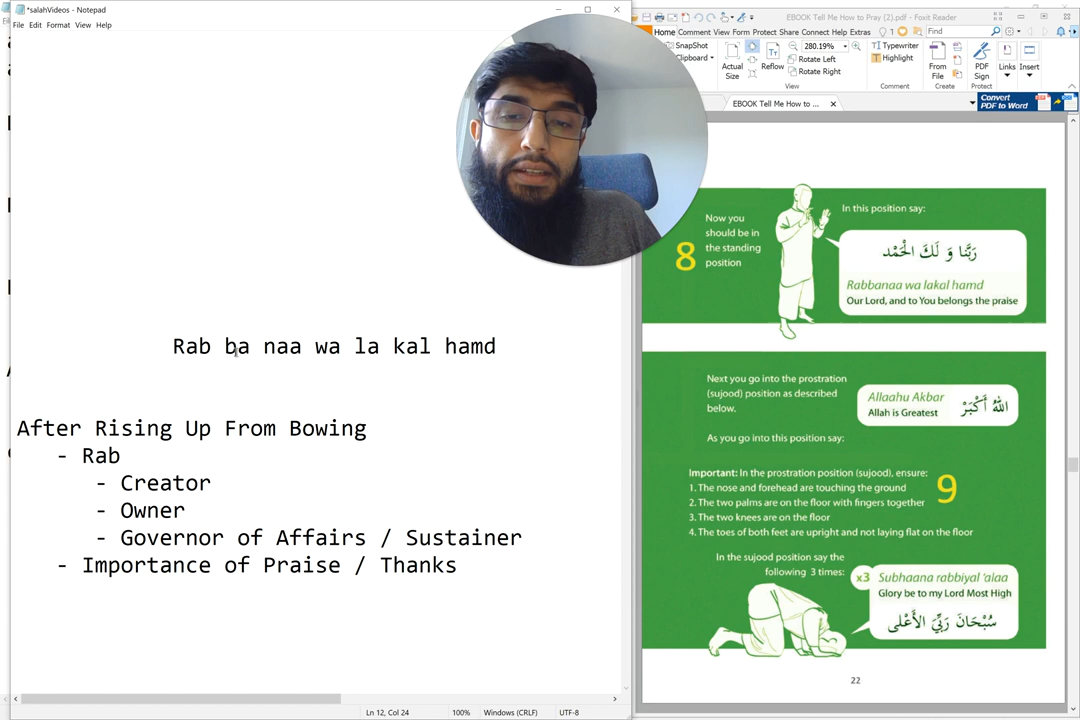 *salahVideos - Notepad
File Edit Format View Help
Rab ba naa wa la kal hamd
After Rising Up From Bowing
- Rab
- Creator
- Owner
- Governor of Affairs / Sustainer
- Importance of Praise / Thanks
Ln 12, Col 24 100% Windows (CRLF) UTF-8
EBOOK Tell Me How to Pray (2).pdf - Foxit Reader
Home Comment View Form Protect Share Connect Help Extras
Find
SnapShot
Clipboard
Actual Size
Reflow
280.19%
Rotate Left
Rotate Right
View
Typewriter
Highlight
Comment
From File
Create
PDF Sign
Protect
Links
Insert
EBOOK Tell Me How to ...
Convert
PDF to Word
8
Now you
should be in
the standing
position
In this position say:
رَبَّنَا وَ لَكَ الْحَمْد
Rabbanaa wa lakal hamd
Our Lord, and to You belongs the praise
Next you go into the prostration
(sujood) position as described
below.
As you go into this position say:
Allaahu Akbar
Allah is Greatest
اللهُ أَكْبَرْ
Important: In the prostration position (sujood), ensure:
1. The nose and forehead are touching the ground
2. The two palms are on the floor with fingers together
3. The two knees are on the floor
4. The toes of both feet are upright and not laying flat on the floor
9
In the sujood position say the
following 3 times:
x3
Subhaana rabbiyal 'alaa
Glory be to my Lord Most High
سُبْحَانَ رَبِّيَ الأَعْلى
22